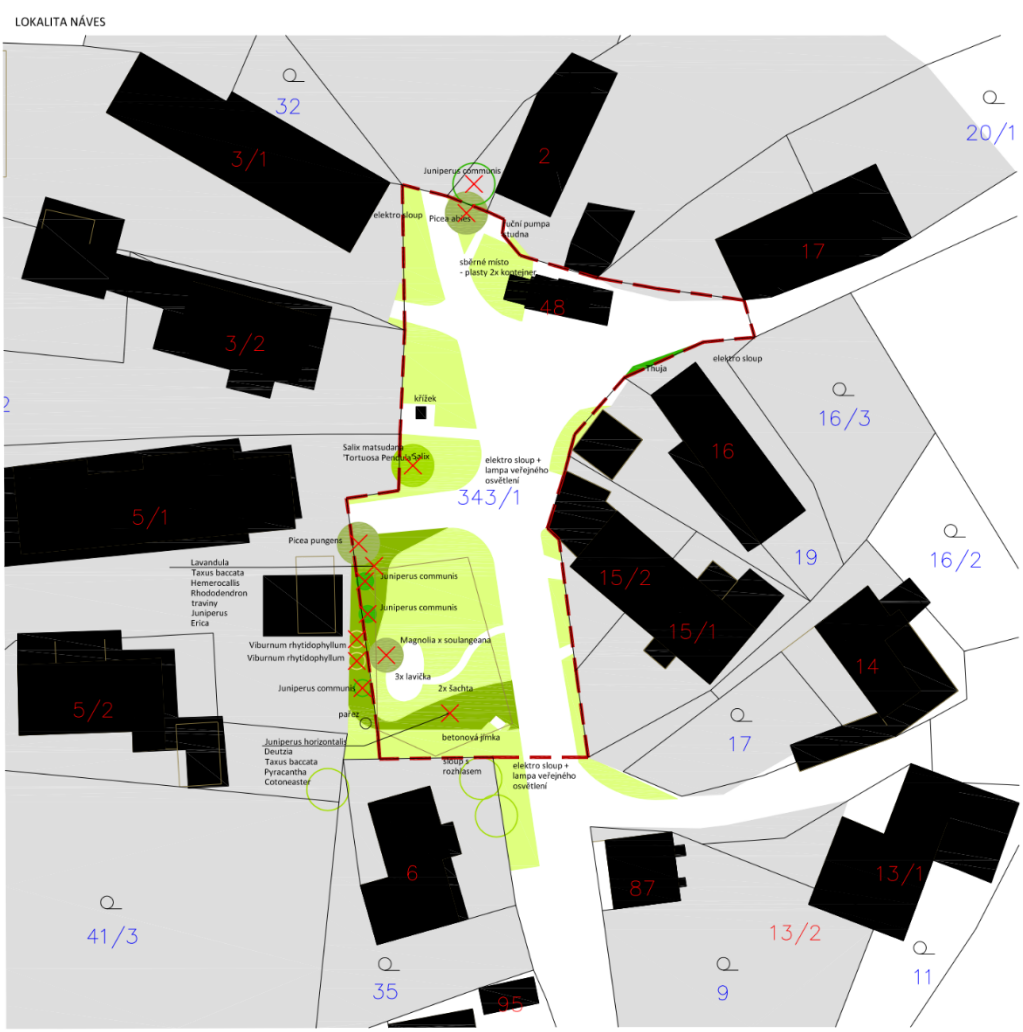 LOKALITA NÁVES
32
2
20/1
3/1
Juniperus communis
elektro sloup
Picea abies
ruční pumpa
studna
17
sběrné místo
- plasty 2x kontejner
48
3/2
elektro sloup
Thuja
2
křížek
16/3
Salix matsudana
'Tortuosa Pendula'
Salix
elektro sloup +
lampa veřejného
osvětlení
16
343/1
5/1
Picea pungens
16/2
19
Lavandula
Taxus baccata
Hemerocallis
Rhododendron
traviny
Juniperus
Erica
Juniperus communis
15/2
Juniperus communis
15/1
Viburnum rhytidophyllum
Magnolia x soulangeana
Viburnum rhytidophyllum
14
3x lavička
Juniperus communis
2x šachta
5/2
pařez
17
betonová jímka
Juniperus horizontalis
Deutzia
Taxus baccata
Pyracantha
Cotoneaster
sloup s
rozhlasem
elektro sloup +
lampa veřejného
osvětlení
6
87
13/1
41/3
13/2
35
9
11
95